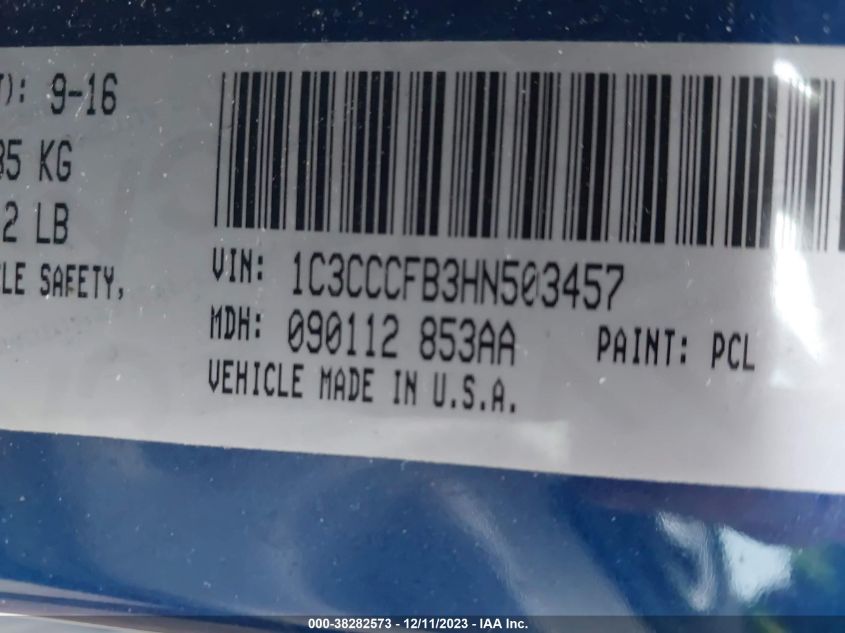 T): 9-16
85 KG
2 LB
CLE SAFETY,
VIN: 1C3CCCFB3HN503457
MDH: 090112 853AA PAINT: PCL
VEHICLE MADE IN U.S.A.
000-38282573 - 12/11/2023 - IAA Inc.